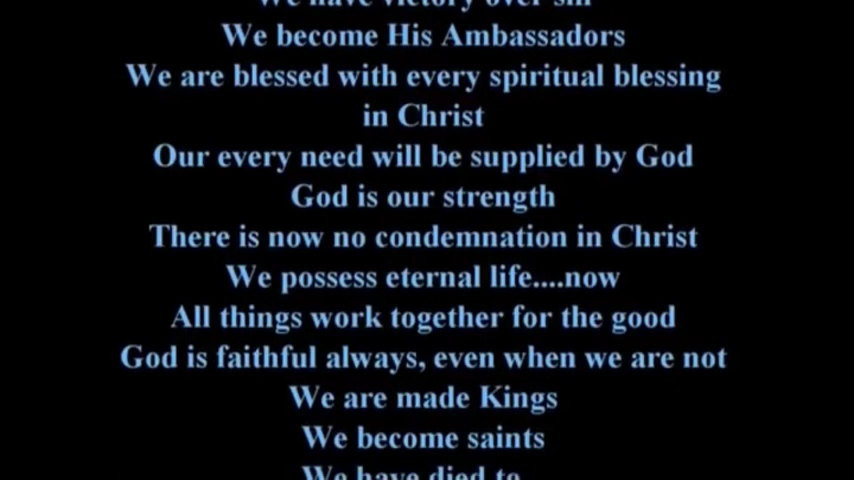 We have victory over sin
We become His Ambassadors
We are blessed with every spiritual blessing
in Christ
Our every need will be supplied by God
God is our strength
There is now no condemnation in Christ
We possess eternal life....now
All things work together for the good
God is faithful always, even when we are not
We are made Kings
We become saints
We have died to